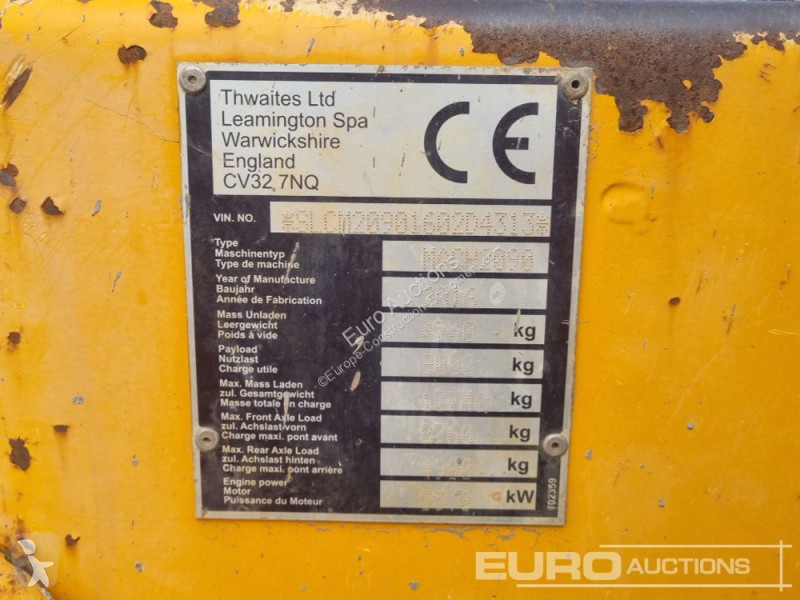 Thwaites Ltd
Leamington Spa
Warwickshire
England
CV32 7NQ
CE
VIN. NO.
Type
Maschinentyp
Type de machine
Year of Manufacture
Baujahr
Année de Fabrication
Mass Unladen
Leergewicht
Poids à vide
kg
Payload
Nutzlast
Charge utile
kg
Max. Mass Laden
zul. Gesamtgewicht
Masse totale en charge
kg
Max. Front Axle Load
zul. Achslast vorn
Charge maxi. pont avant
kg
Max. Rear Axle Load
zul. Achslast hinten
Charge maxi. pont arrière
kg
Engine power
Motor
Puissance du Moteur
kW
102359
Euro Auctions
EURO AUCTIONS